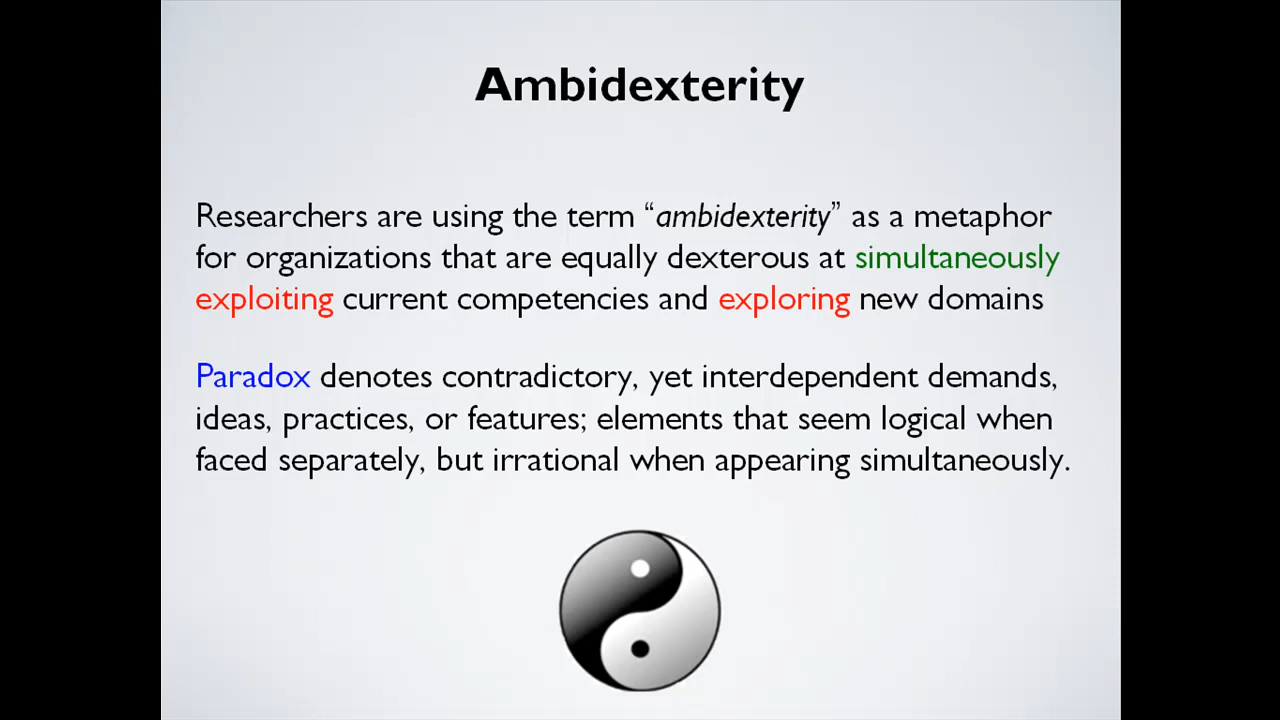 Ambidexterity
Researchers are using the term “ambidexterity” as a metaphor
for organizations that are equally dexterous at simultaneously
exploiting current competencies and exploring new domains
Paradox denotes contradictory, yet interdependent demands,
ideas, practices, or features; elements that seem logical when
faced separately, but irrational when appearing simultaneously.